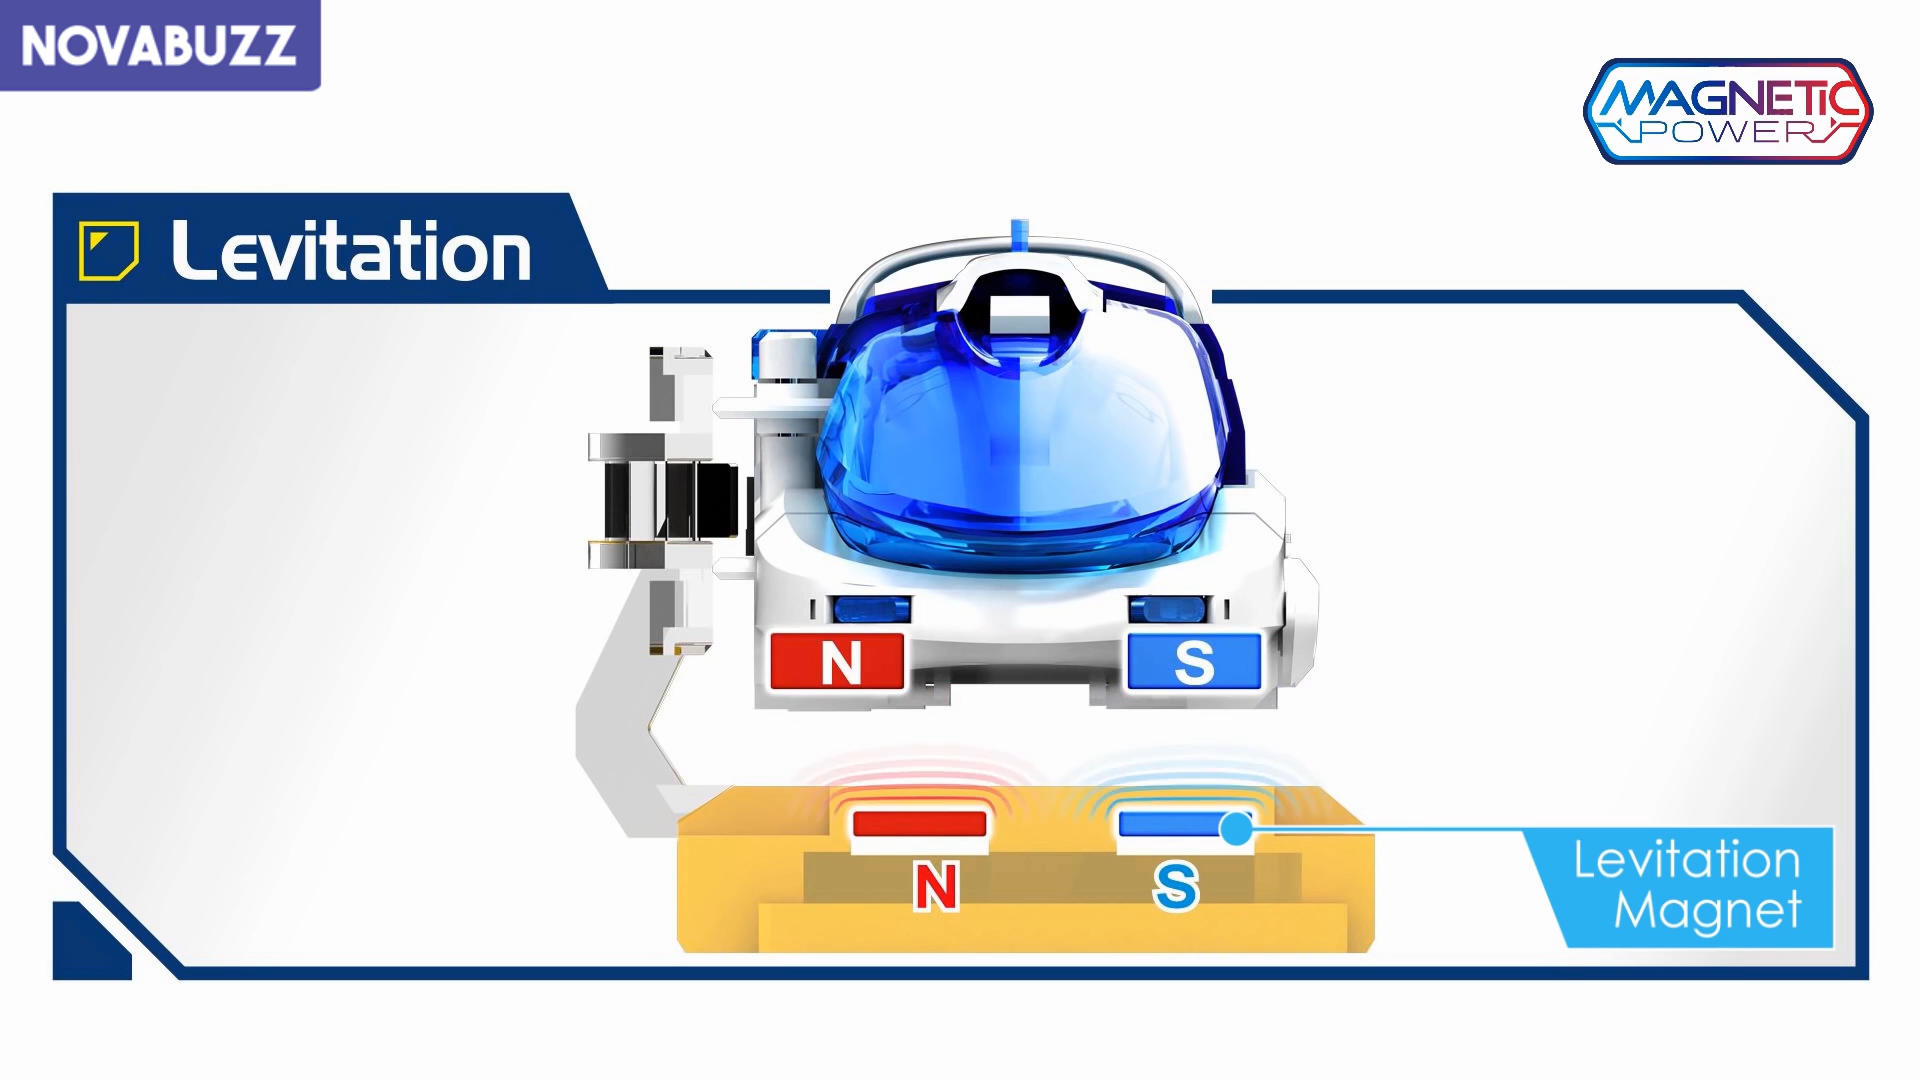 NOVABUZZ
MAGNETIC
POWER
Levitation
N
S
N
S
Levitation
Magnet